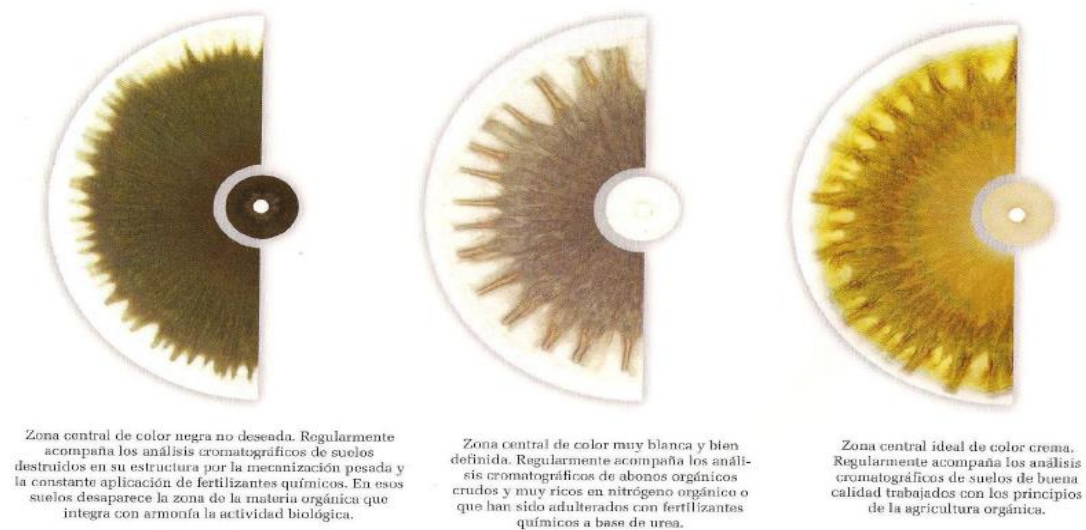 Zona central de color negra no deseada. Regularmente
acompaña los análisis cromatográficos de suelos
destruidos en su estructura por la mecanización pesada y
la constante aplicación de fertilizantes químicos. En esos
suelos desaparece la zona de la materia orgánica que
integra con armonía la actividad biológica.
Zona central de color muy blanca y bien
definida. Regularmente acompaña los análi-
sis cromatográficos de abonos orgánicos
crudos y muy ricos en nitrógeno orgánico o
que han sido adulterados con fertilizantes
químicos a base de urea.
Zona central ideal de color crema.
Regularmente acompaña los análisis
cromatográficos de suelos de buena
calidad trabajados con los principios
de la agricultura orgánica.